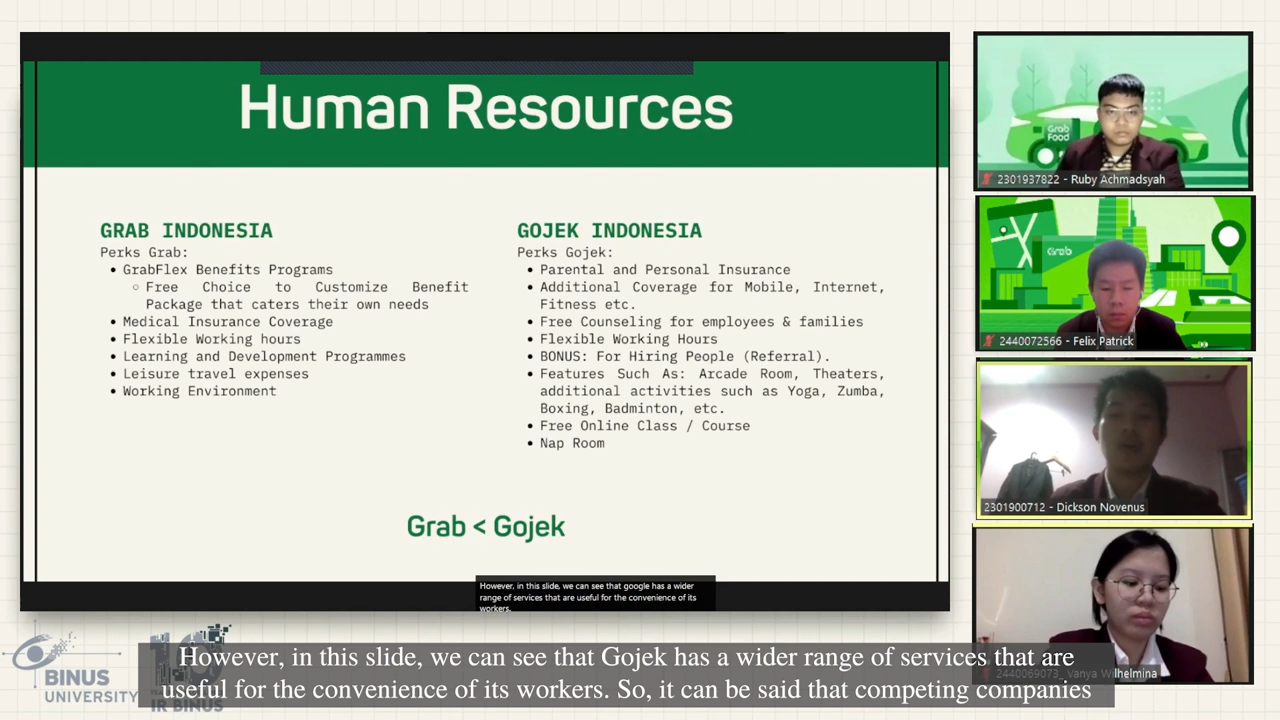 Human Resources
GRAB INDONESIA
Perks Grab:
• GrabFlex Benefits Programs
○ Free Choice to Customize Benefit
Package that caters their own needs
• Medical Insurance Coverage
• Flexible Working hours
• Learning and Development Programmes
• Leisure travel expenses
• Working Environment
GOJEK INDONESIA
Perks Gojek:
• Parental and Personal Insurance
• Additional Coverage for Mobile, Internet,
Fitness etc.
• Free Counseling for employees & families
• Flexible Working Hours
• BONUS: For Hiring People (Referral).
• Features Such As: Arcade Room, Theaters,
additional activities such as Yoga, Zumba,
Boxing, Badminton, etc.
• Free Online Class / Course
• Nap Room
Grab < Gojek
However, in this slide, we can see that google has a wider
range of services that are useful for the convenience of its
workers.
Grab
Food
2301937822 - Ruby Achmadsyah
Grab
2440072566 - Felix Patrick
2301900712 - Dickson Novenus
2440069073_ Vanya Wilhelmina
BINUS
UNIVERSITY
IR BINUS
However, in this slide, we can see that Gojek has a wider range of services that are
useful for the convenience of its workers. So, it can be said that competing companies